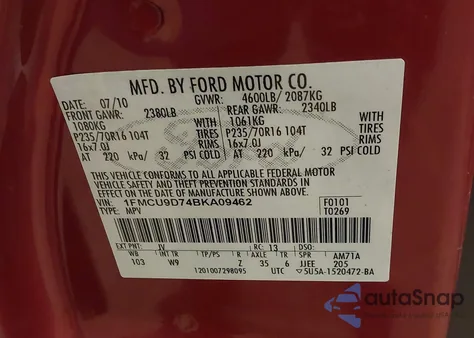 MFD. BY FORD MOTOR CO.
DATE: 07/10 GVWR: 4600LB/ 2087KG
FRONT GAWR: 2380LB REAR GAWR: 2340LB
1080KG WITH 1061KG WITH
P235/70R16 104T TIRES P235/70R16 104T TIRES
16x7.0J RIMS 16x7.0J RIMS
AT 220 kPa/ 32 PSI COLD AT 220 kPa/ 32 PSI COLD
THIS VEHICLE CONFORMS TO ALL APPLICABLE FEDERAL MOTOR
VEHICLE SAFETY STANDARDS IN
EFFECT ON THE DATE OF MANUFACTURE SHOWN ABOVE.
VIN: 1FMCU9D74BKA09462 F0101
TYPE: MPV T0269
EXT PNT: JV RC: 13 DSO:
WB BRK INT TR TP/PS R AXLE TR SPR AM71A
103 W9 Z 35 6 JJEE 205
1201007298095 UTC SU5A-1520472-BA
autoSnap